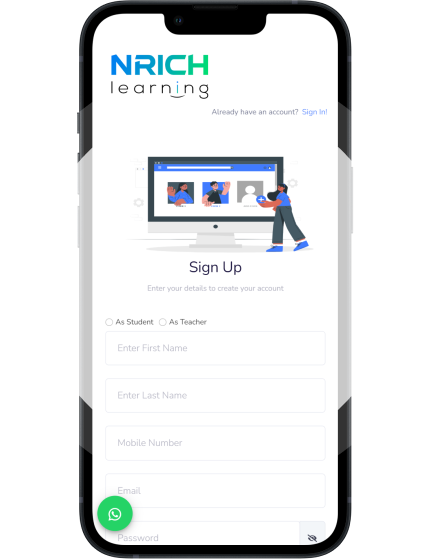 NRICH
learning
Already have an account? Sign In!
Sign Up
Enter your details to create your account
As Student As Teacher
Enter First Name
Enter Last Name
Mobile Number
Email
Password